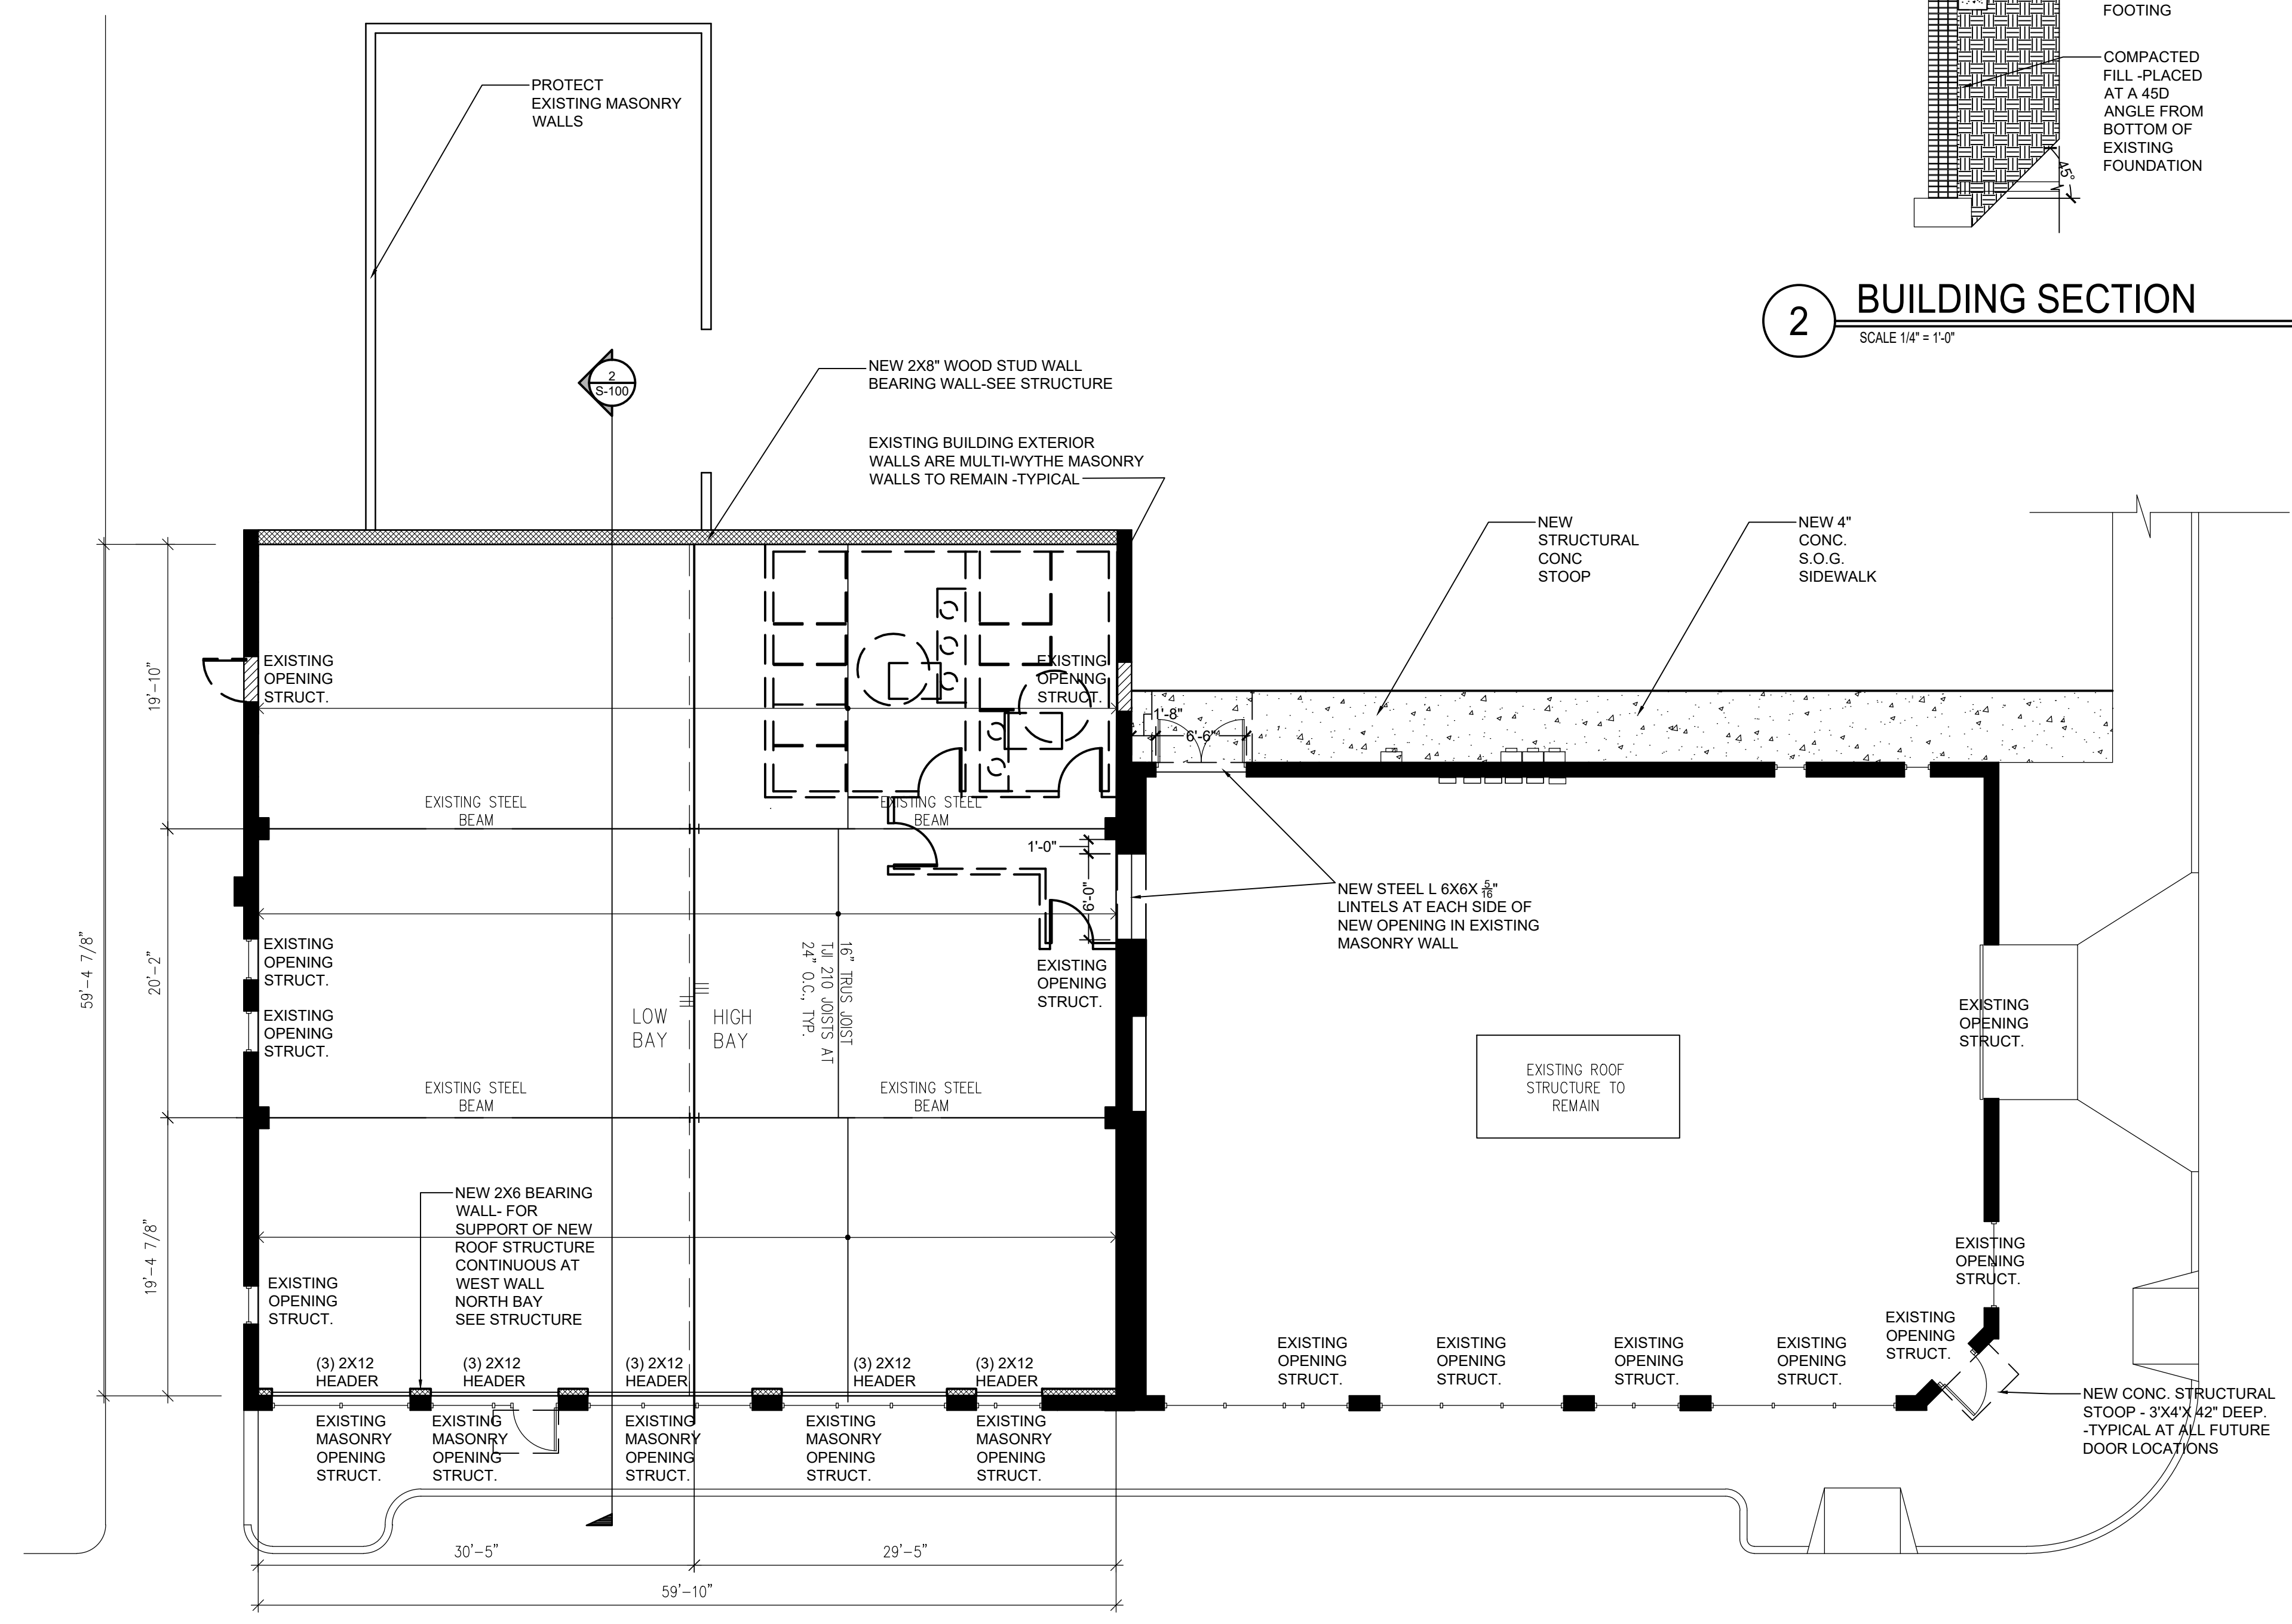 FOOTING
COMPACTED
FILL -PLACED
AT A 45D
ANGLE FROM
BOTTOM OF
EXISTING
FOUNDATION
45°
2
BUILDING SECTION
SCALE 1/4" = 1'-0"
PROTECT
EXISTING MASONRY
WALLS
2
S-100
NEW 2X8" WOOD STUD WALL
BEARING WALL-SEE STRUCTURE
EXISTING BUILDING EXTERIOR
WALLS ARE MULTI-WYTHE MASONRY
WALLS TO REMAIN -TYPICAL
NEW
STRUCTURAL
CONC
STOOP
NEW 4"
CONC.
S.O.G.
SIDEWALK
EXISTING
OPENING
STRUCT.
EXISTING
OPENING
STRUCT.
19'-10"
1'-8"
6'-6"
EXISTING STEEL
BEAM
EXISTING STEEL
BEAM
1'-0"
6'-0"
NEW STEEL L 6X6X 5/16"
LINTELS AT EACH SIDE OF
NEW OPENING IN EXISTING
MASONRY WALL
59'-4 7/8"
20'-2"
EXISTING
OPENING
STRUCT.
EXISTING
OPENING
STRUCT.
EXISTING
OPENING
STRUCT.
16" TRUS JOIST
TJI 210 JOISTS AT
24" O.C., TYP.
LOW
BAY
HIGH
BAY
EXISTING
OPENING
STRUCT.
EXISTING ROOF
STRUCTURE TO
REMAIN
EXISTING STEEL
BEAM
EXISTING STEEL
BEAM
NEW 2X6 BEARING
WALL- FOR
SUPPORT OF NEW
ROOF STRUCTURE
CONTINUOUS AT
WEST WALL
NORTH BAY
SEE STRUCTURE
19'-4 7/8"
EXISTING
OPENING
STRUCT.
EXISTING
OPENING
STRUCT.
EXISTING
OPENING
STRUCT.
(3) 2X12
HEADER
(3) 2X12
HEADER
(3) 2X12
HEADER
(3) 2X12
HEADER
(3) 2X12
HEADER
EXISTING
OPENING
STRUCT.
EXISTING
OPENING
STRUCT.
EXISTING
OPENING
STRUCT.
EXISTING
OPENING
STRUCT.
EXISTING
MASONRY
OPENING
STRUCT.
EXISTING
MASONRY
OPENING
STRUCT.
EXISTING
MASONRY
OPENING
STRUCT.
EXISTING
MASONRY
OPENING
STRUCT.
EXISTING
MASONRY
OPENING
STRUCT.
NEW CONC. STRUCTURAL
STOOP - 3'X4'X 42" DEEP.
-TYPICAL AT ALL FUTURE
DOOR LOCATIONS
30'-5"
29'-5"
59'-10"